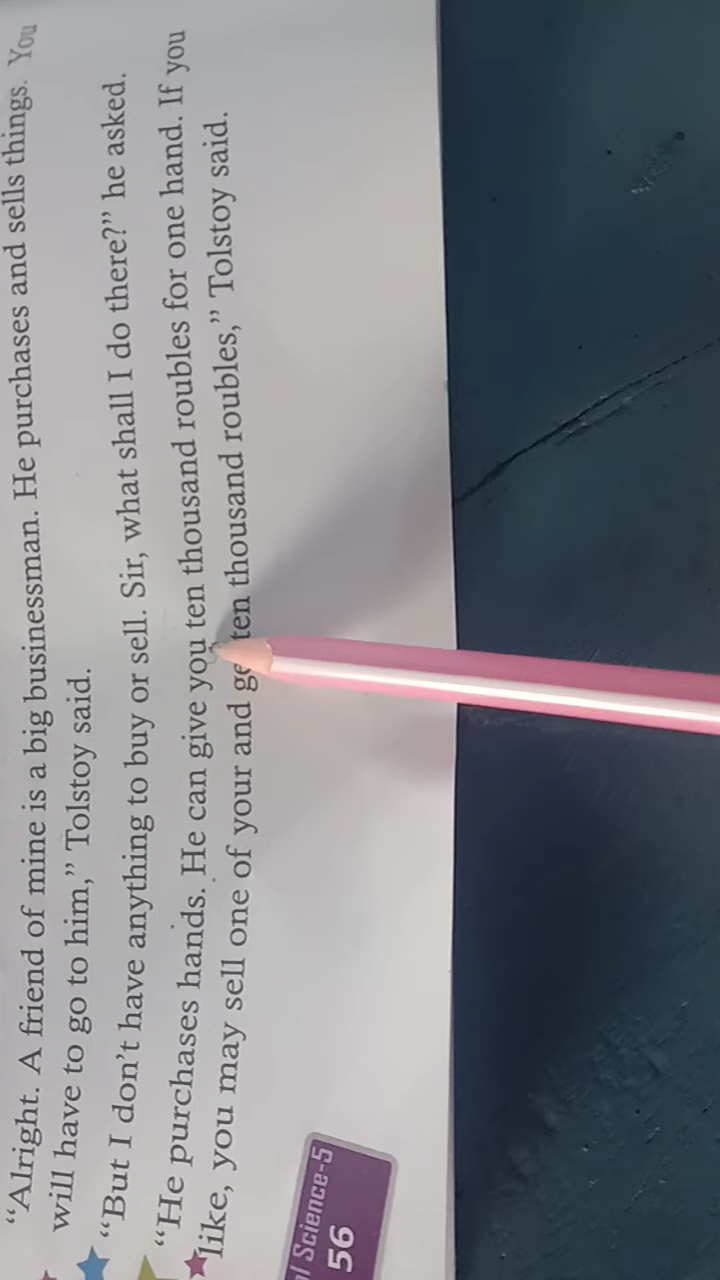 “Alright. A friend of mine is a big businessman. He purchases and sells things. You
will have to go to him,” Tolstoy said.
“But I don’t have anything to buy or sell. Sir, what shall I do there?” he asked.
“He purchases hands. He can give you ten thousand roubles for one hand. If you
like, you may sell one of your and get ten thousand roubles,” Tolstoy said.
Science-5
56